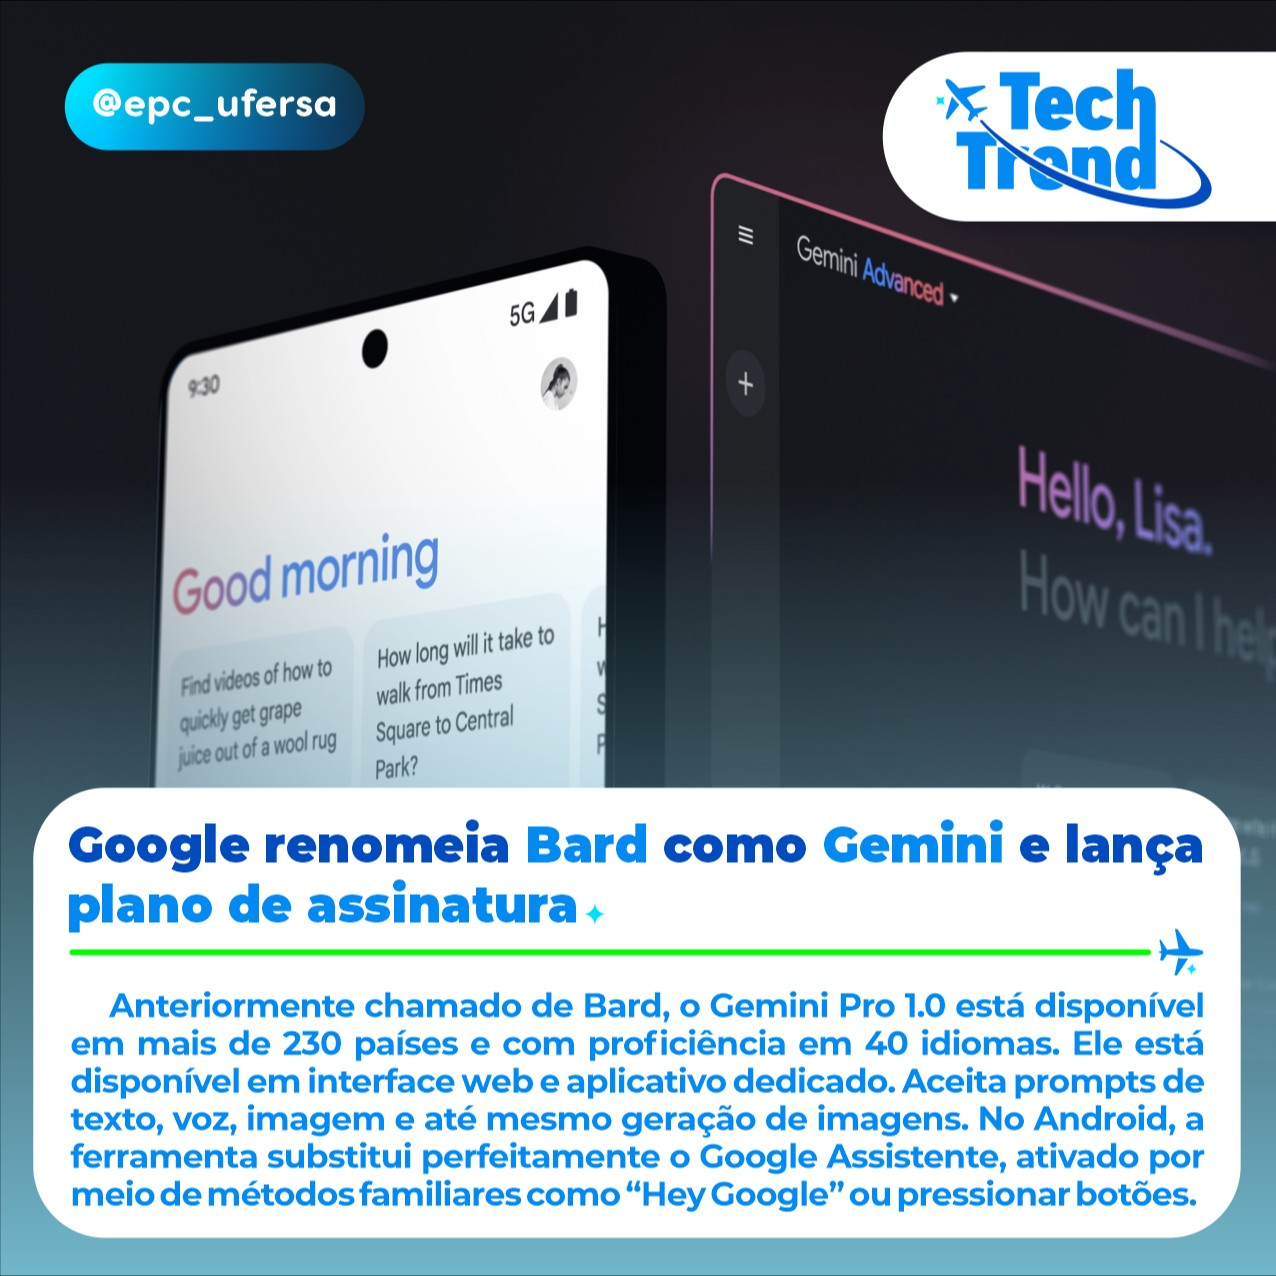 @epc_ufersa
Tech
Trend
Gemini Advanced
5G
9:30
Hello, Lisa.
How can I help
Good morning
Find videos of how to
quickly get grape
juice out of a wool rug
How long will it take to
walk from Times
Square to Central
Park?
Google renomeia Bard como Gemini e lança
plano de assinatura
Anteriormente chamado de Bard, o Gemini Pro 1.0 está disponível
em mais de 230 países e com proficiência em 40 idiomas. Ele está
disponível em interface web e aplicativo dedicado. Aceita prompts de
texto, voz, imagem e até mesmo geração de imagens. No Android, a
ferramenta substitui perfeitamente o Google Assistente, ativado por
meio de métodos familiares como “Hey Google” ou pressionar botões.